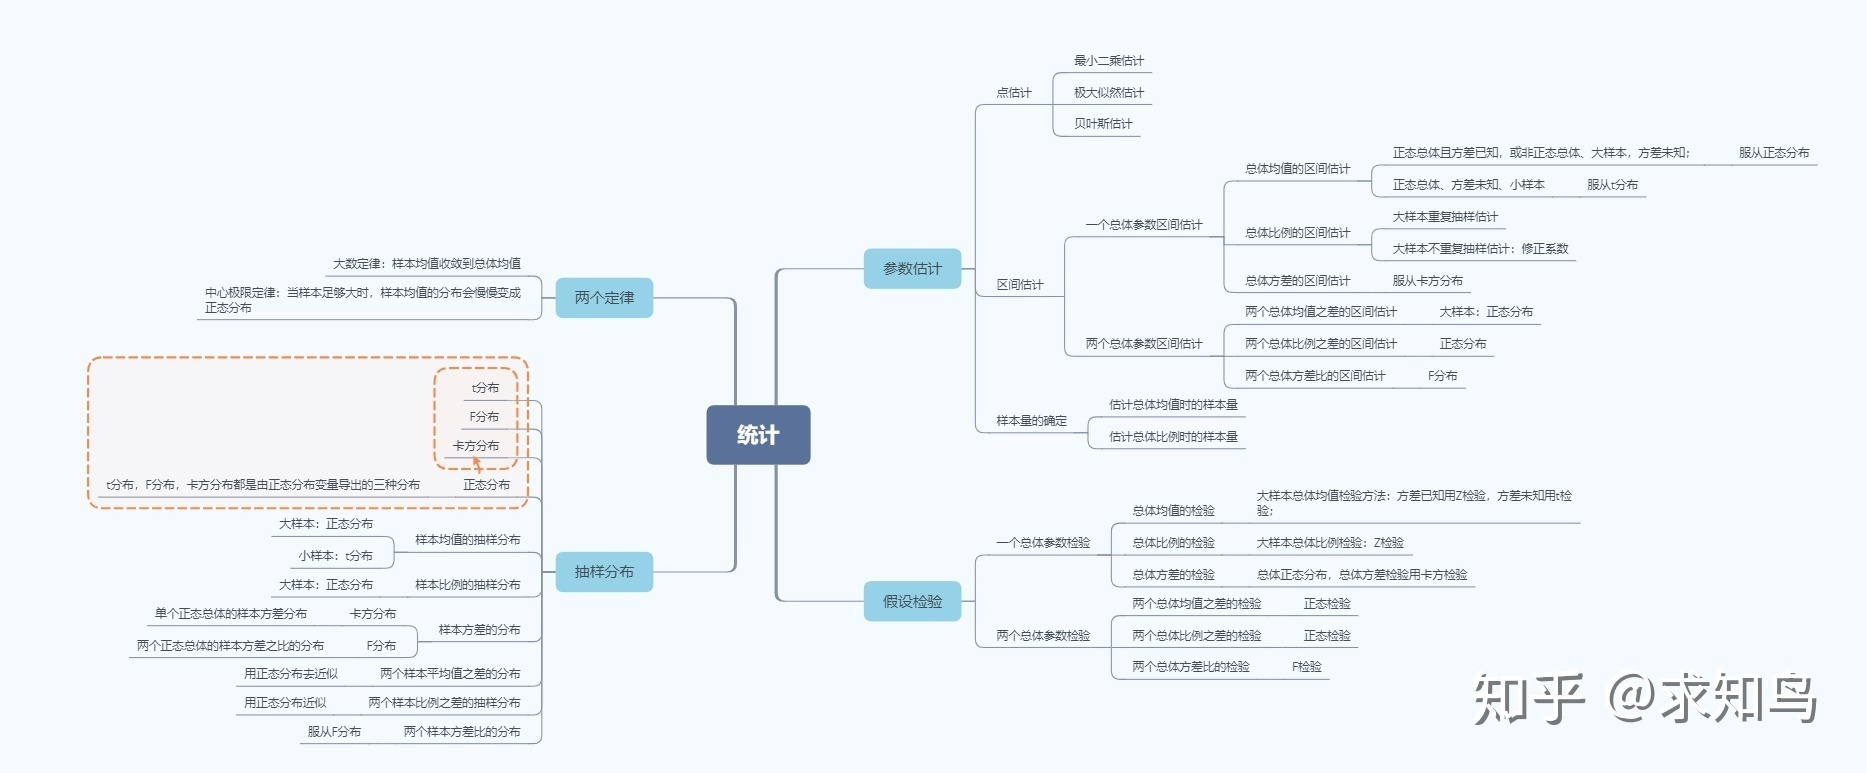 统计
两个定律
大数定律：样本均值收敛到总体均值
中心极限定律：当样本足够大时，样本均值的分布会慢慢变成
正态分布
抽样分布
t分布
F分布
卡方分布
正态分布
t分布，F分布，卡方分布都是由正态分布变量导出的三种分布
样本均值的抽样分布
大样本：正态分布
小样本：t分布
样本比例的抽样分布
大样本：正态分布
样本方差的分布
卡方分布
单个正态总体的样本方差分布
F分布
两个正态总体的样本方差之比的分布
两个样本平均值之差的分布
用正态分布去近似
两个样本比例之差的抽样分布
用正态分布近似
两个样本方差比的分布
服从F分布
参数估计
点估计
最小二乘估计
极大似然估计
贝叶斯估计
区间估计
一个总体参数区间估计
总体均值的区间估计
正态总体且方差已知，或非正态总体、大样本，方差未知；
服从正态分布
正态总体、方差未知、小样本
服从t分布
总体比例的区间估计
大样本重复抽样估计
大样本不重复抽样估计：修正系数
总体方差的区间估计
服从卡方分布
两个总体参数区间估计
两个总体均值之差的区间估计
大样本：正态分布
两个总体比例之差的区间估计
正态分布
两个总体方差比的区间估计
F分布
样本量的确定
估计总体均值时的样本量
估计总体比例时的样本量
假设检验
一个总体参数检验
总体均值的检验
大样本总体均值检验方法：方差已知用Z检验，方差未知用t检
验；
总体比例的检验
大样本总体比例检验：Z检验
总体方差的检验
总体正态分布，总体方差检验用卡方检验
两个总体参数检验
两个总体均值之差的检验
正态检验
两个总体比例之差的检验
正态检验
两个总体方差比的检验
F检验
知乎 @求知鸟